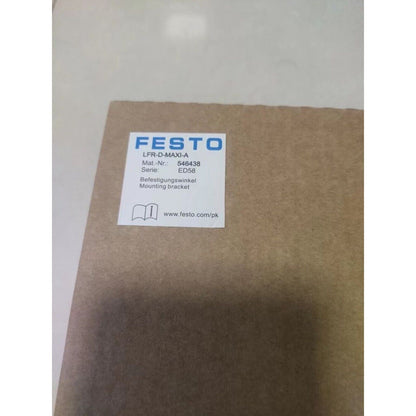 FESTO
LFR-D-MAXI-A
Mat.-Nr.: 546438
Serie: ED58
Befestigungswinkel
Mounting bracket
www.festo.com/pk